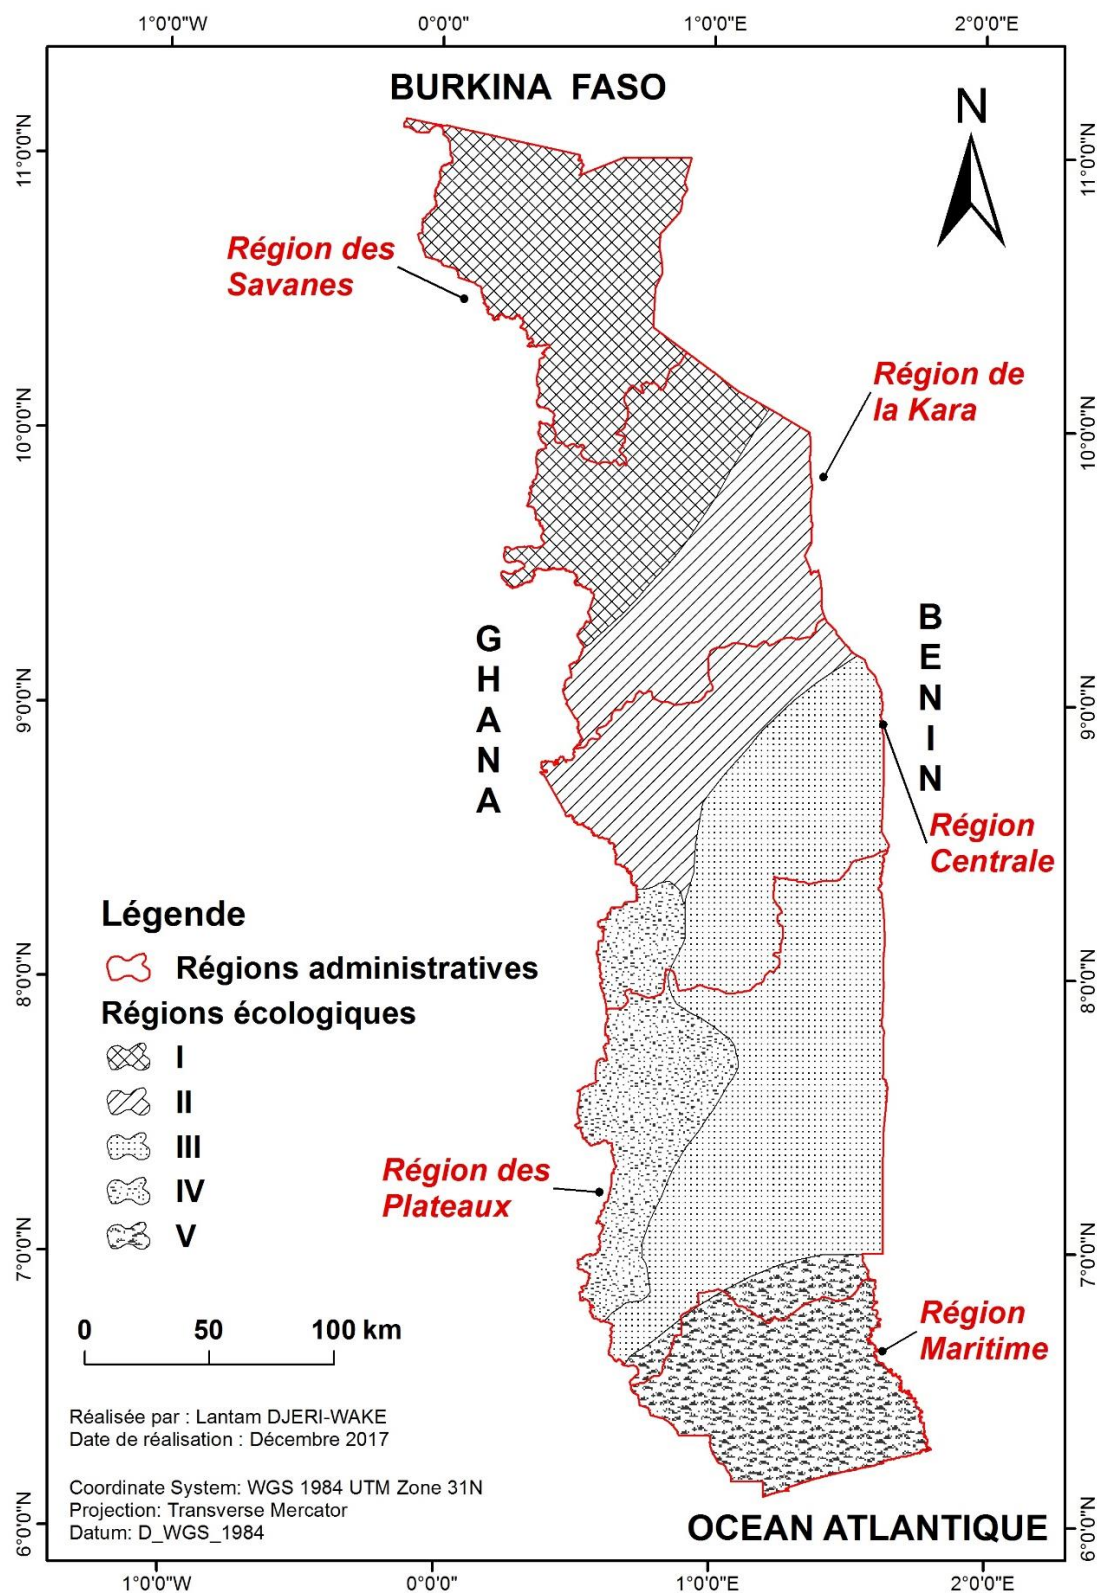 1°0'0"W 0°0'0" 1°0'0"E 2°0'0"E
BURKINA FASO
N
11°0'0"N 11°0'0"N
Région des
Savanes
Région de
la Kara
10°0'0"N 10°0'0"N
GHANA
BENIN
9°0'0"N 9°0'0"N
Région
Centrale
Légende
Régions administratives
8°0'0"N 8°0'0"N
Régions écologiques
I
II
III
IV
V
Région des
Plateaux
7°0'0"N 7°0'0"N
Région
Maritime
0 50 100 km
Réalisée par : Lantam DJERI-WAKE
Date de réalisation : Décembre 2017
Coordinate System: WGS 1984 UTM Zone 31N
Projection: Transverse Mercator
Datum: D_WGS_1984
OCEAN ATLANTIQUE
6°0'0"N 6°0'0"N
1°0'0"W 0°0'0" 1°0'0"E 2°0'0"E